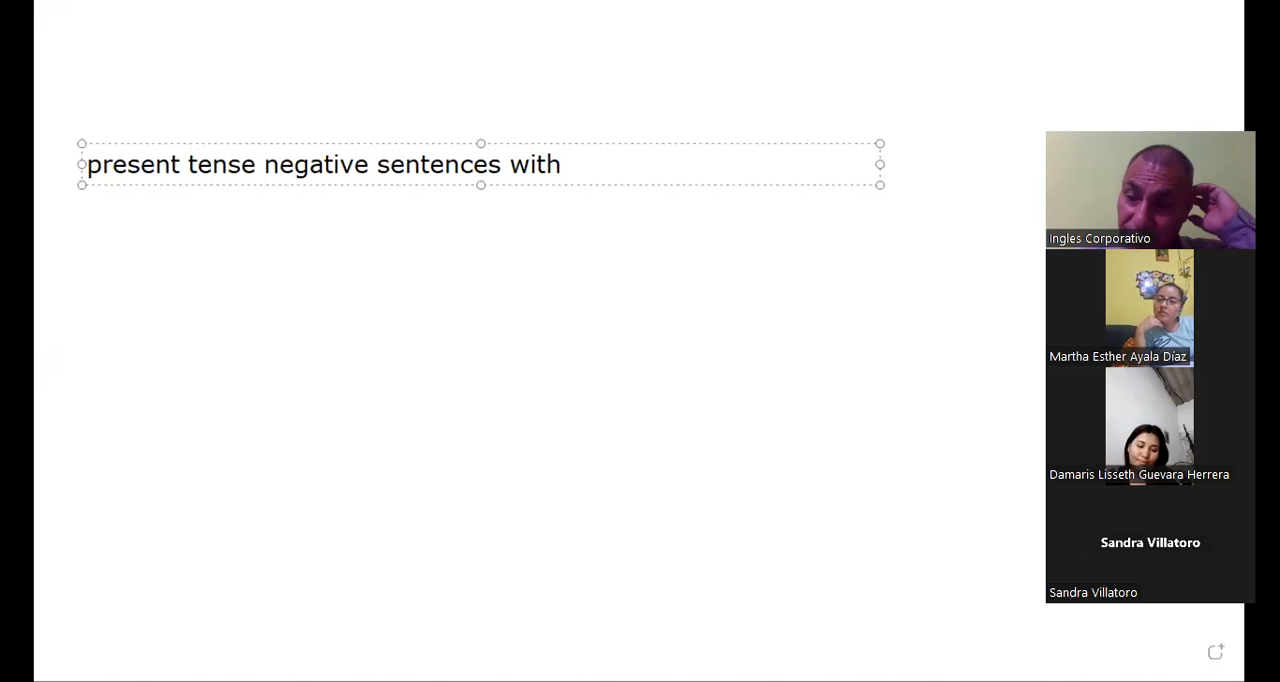 present tense negative sentences with
Ingles Corporativo
Martha Esther Ayala Díaz
Damaris Lisseth Guevara Herrera
Sandra Villatoro
Sandra Villatoro